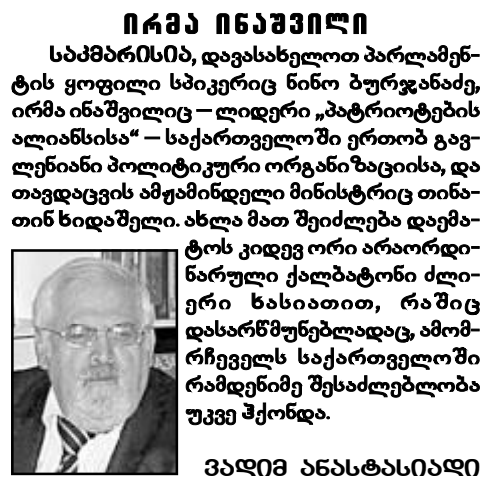 ირმა ინაშვილი
საკმარისია, დავასახელოთ პარლამენ-
ტის ყოფილი სპიკერიც ნინო ბურჯანაძე,
ირმა ინაშვილიც — ლიდერი „პატრიოტების
ალიანსისა“ — საქართველოში ერთობ გავ-
ლენიანი პოლიტიკური ორგანიზაციისა, და
თავდაცვის ამჟამინდელი მინისტრიც თინა-
თინ ხიდაშელი. ახლა მათ შეიძლება დაემა-
ტოს კიდევ ორი არაორდი-
ნარული ქალბატონი ძლი-
ერი ხასიათით, რაშიც
დასარწმუნებლადაც, ამომ-
რჩეველს საქართველოში
რამდენიმე შესაძლებლობა
უკვე ჰქონდა.
ვადიმ ანასტასიადი